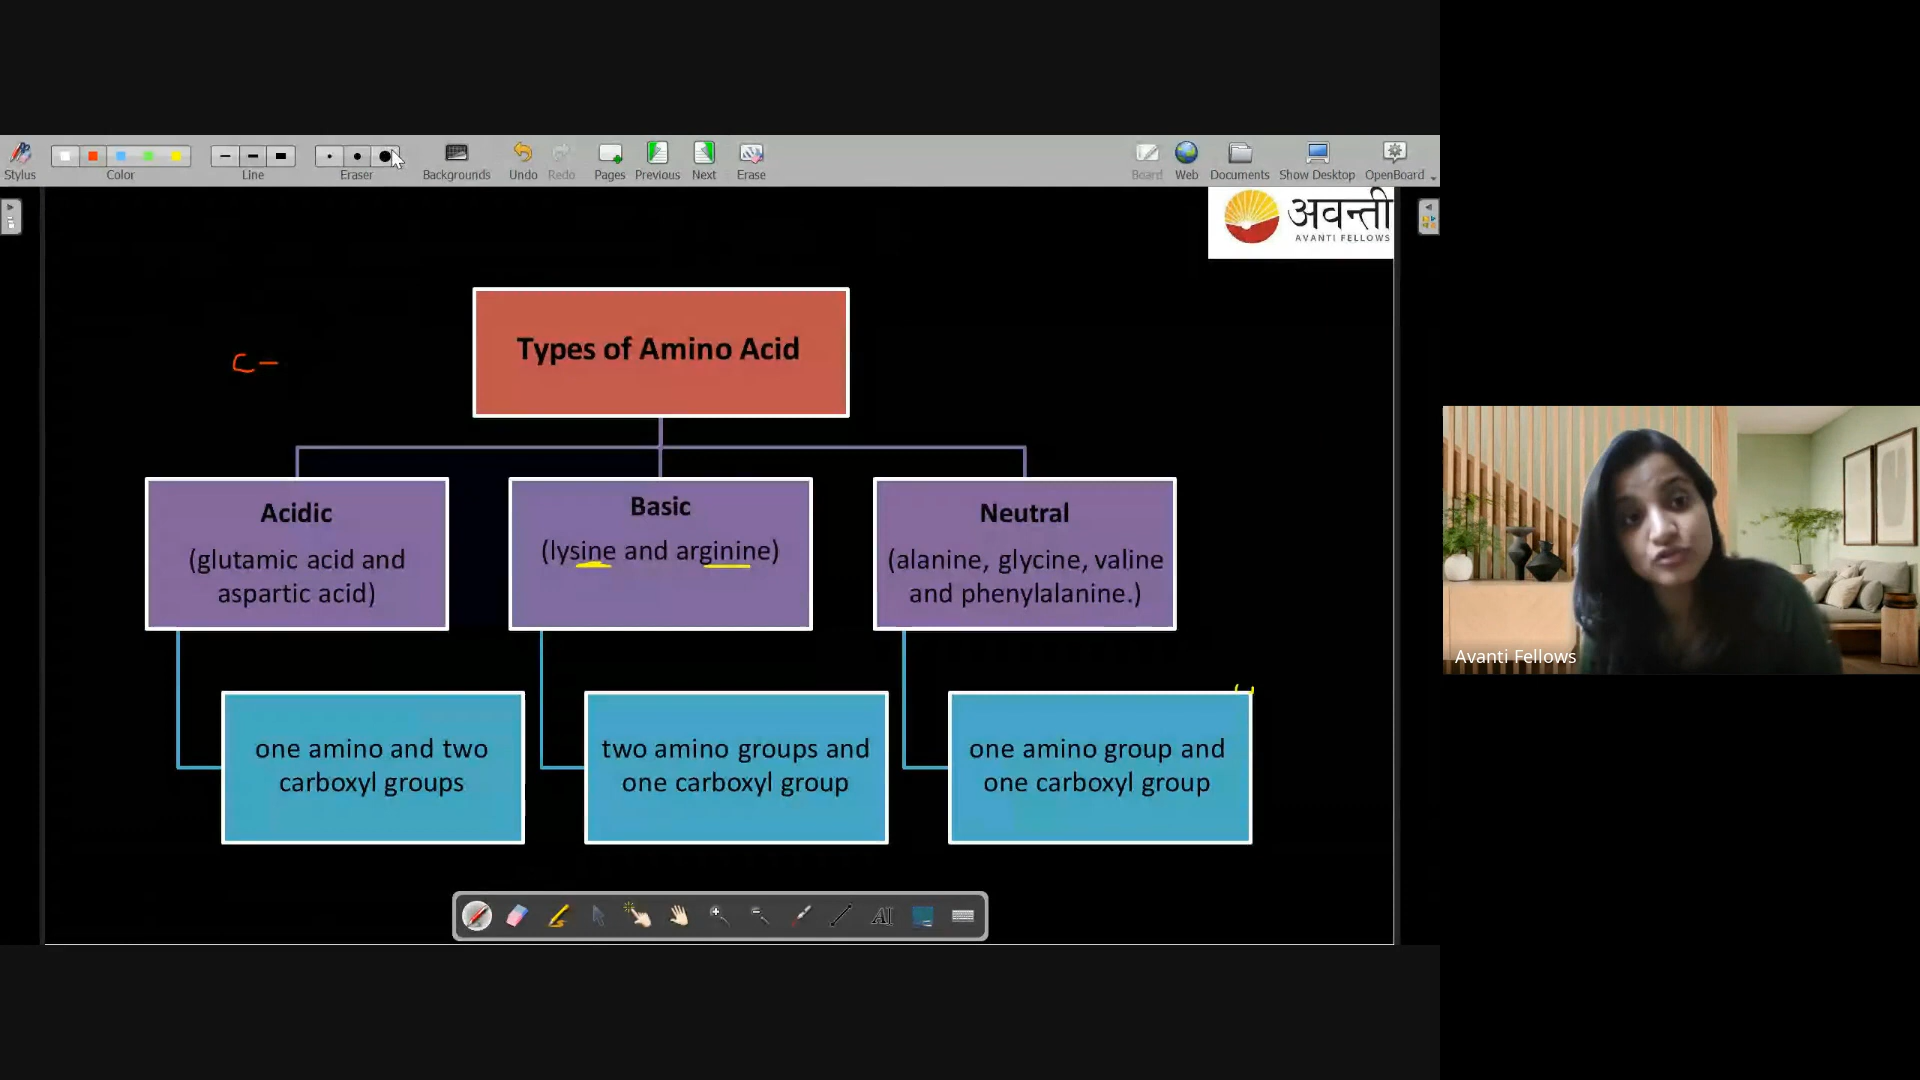 Stylus
Color
Line
Eraser
Backgrounds
Undo
Redo
Pages
Previous
Next
Erase
Board
Web
Documents
Show Desktop
OpenBoard
अवन्ती
AVANTI FELLOWS
C –
Types of Amino Acid
Acidic
(glutamic acid and
aspartic acid)
Basic
(lysine and arginine)
Neutral
(alanine, glycine, valine
and phenylalanine.)
one amino and two
carboxyl groups
two amino groups and
one carboxyl group
one amino group and
one carboxyl group
AI
Avanti Fellows